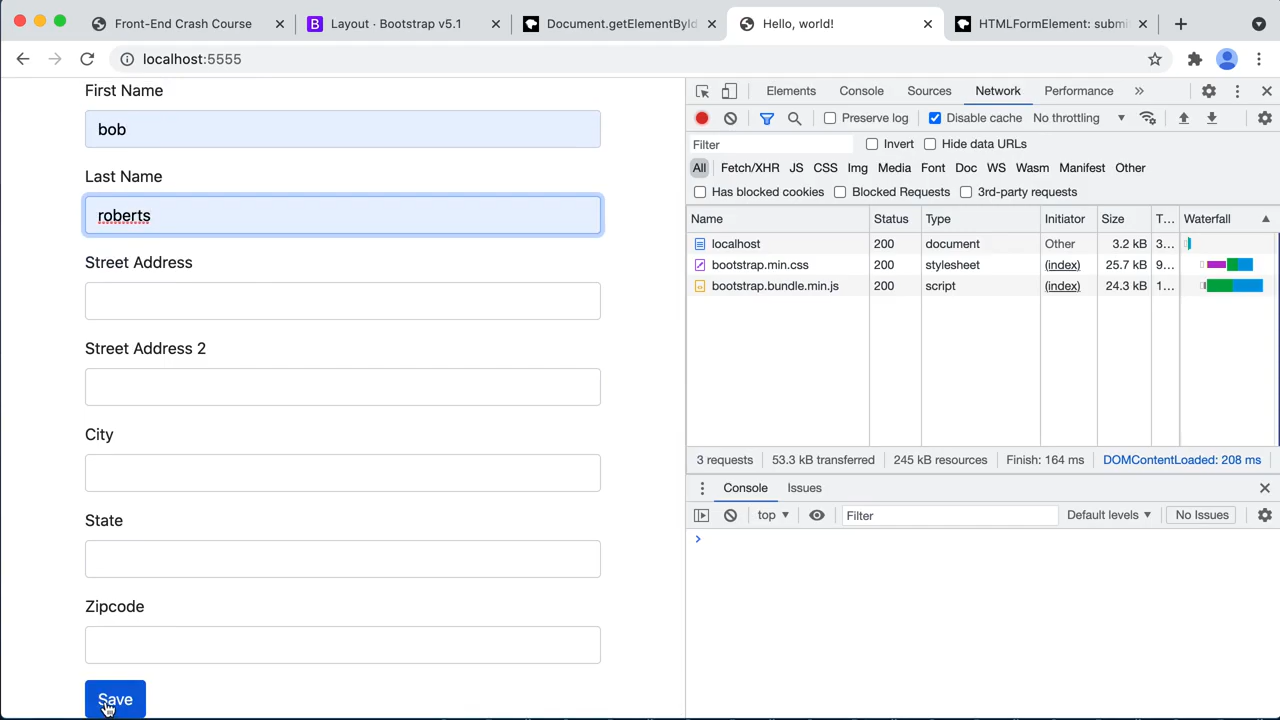 Front-End Crash Course
Layout · Bootstrap v5.1
Document.getElementById
Hello, world!
HTMLFormElement: submi
localhost:5555
First Name
bob
Last Name
roberts
Street Address
Street Address 2
City
State
Zipcode
Save
Elements Console Sources Network Performance »
Preserve log Disable cache No throttling
Filter Invert Hide data URLs
All Fetch/XHR JS CSS Img Media Font Doc WS Wasm Manifest Other
Has blocked cookies Blocked Requests 3rd-party requests
Name Status Type Initiator Size T... Waterfall
localhost 200 document Other 3.2 kB 3...
bootstrap.min.css 200 stylesheet (index) 25.7 kB 9...
bootstrap.bundle.min.js 200 script (index) 24.3 kB 1...
3 requests 53.3 kB transferred 245 kB resources Finish: 164 ms DOMContentLoaded: 208 ms
Console Issues
top Filter Default levels No Issues